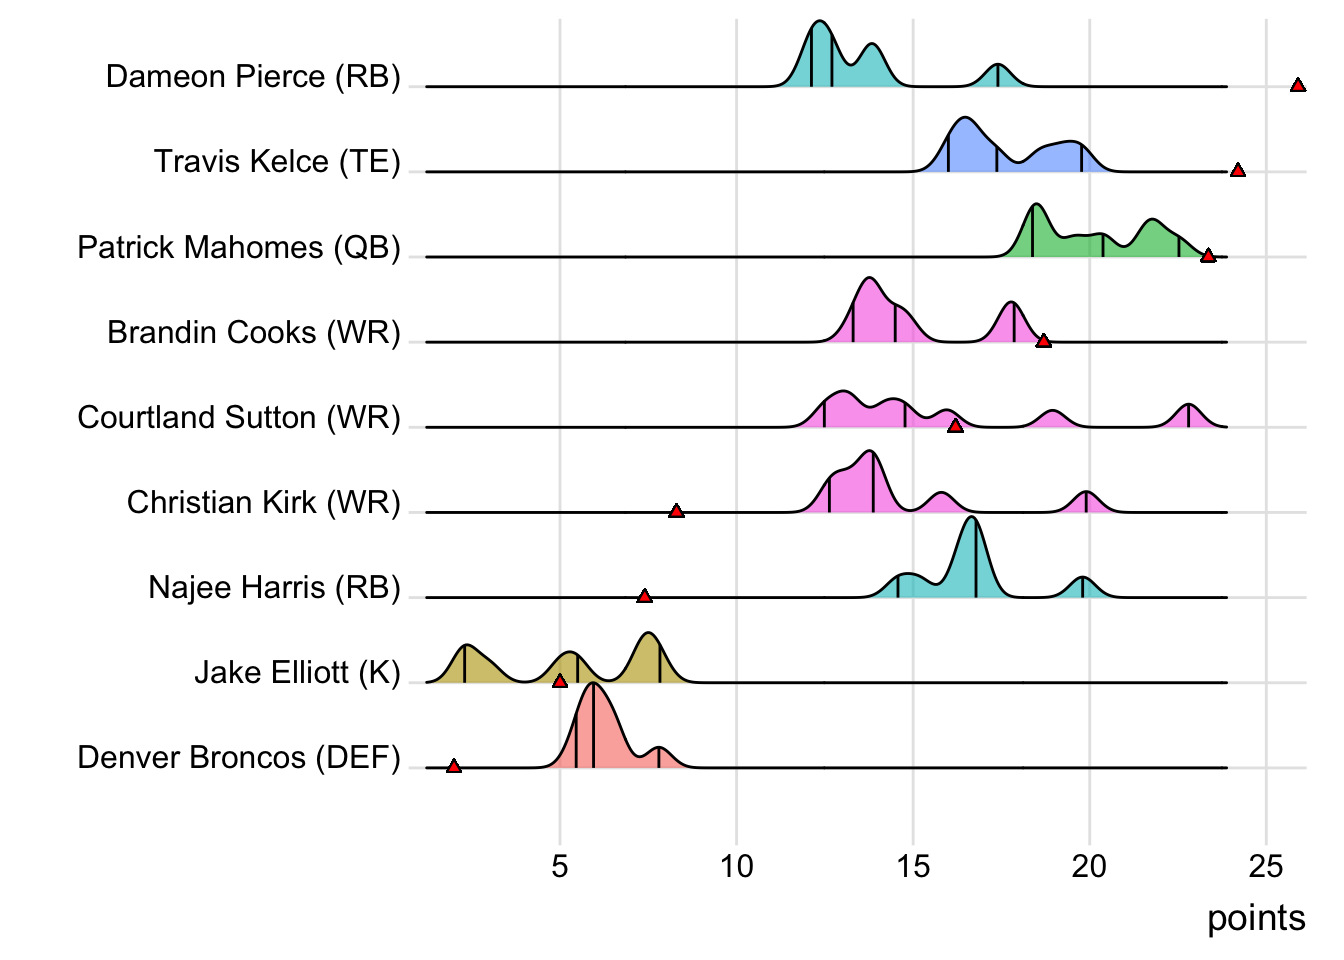 Dameon Pierce (RB)
Travis Kelce (TE)
Patrick Mahomes (QB)
Brandin Cooks (WR)
Courtland Sutton (WR)
Christian Kirk (WR)
Najee Harris (RB)
Jake Elliott (K)
Denver Broncos (DEF)
5 10 15 20 25
points